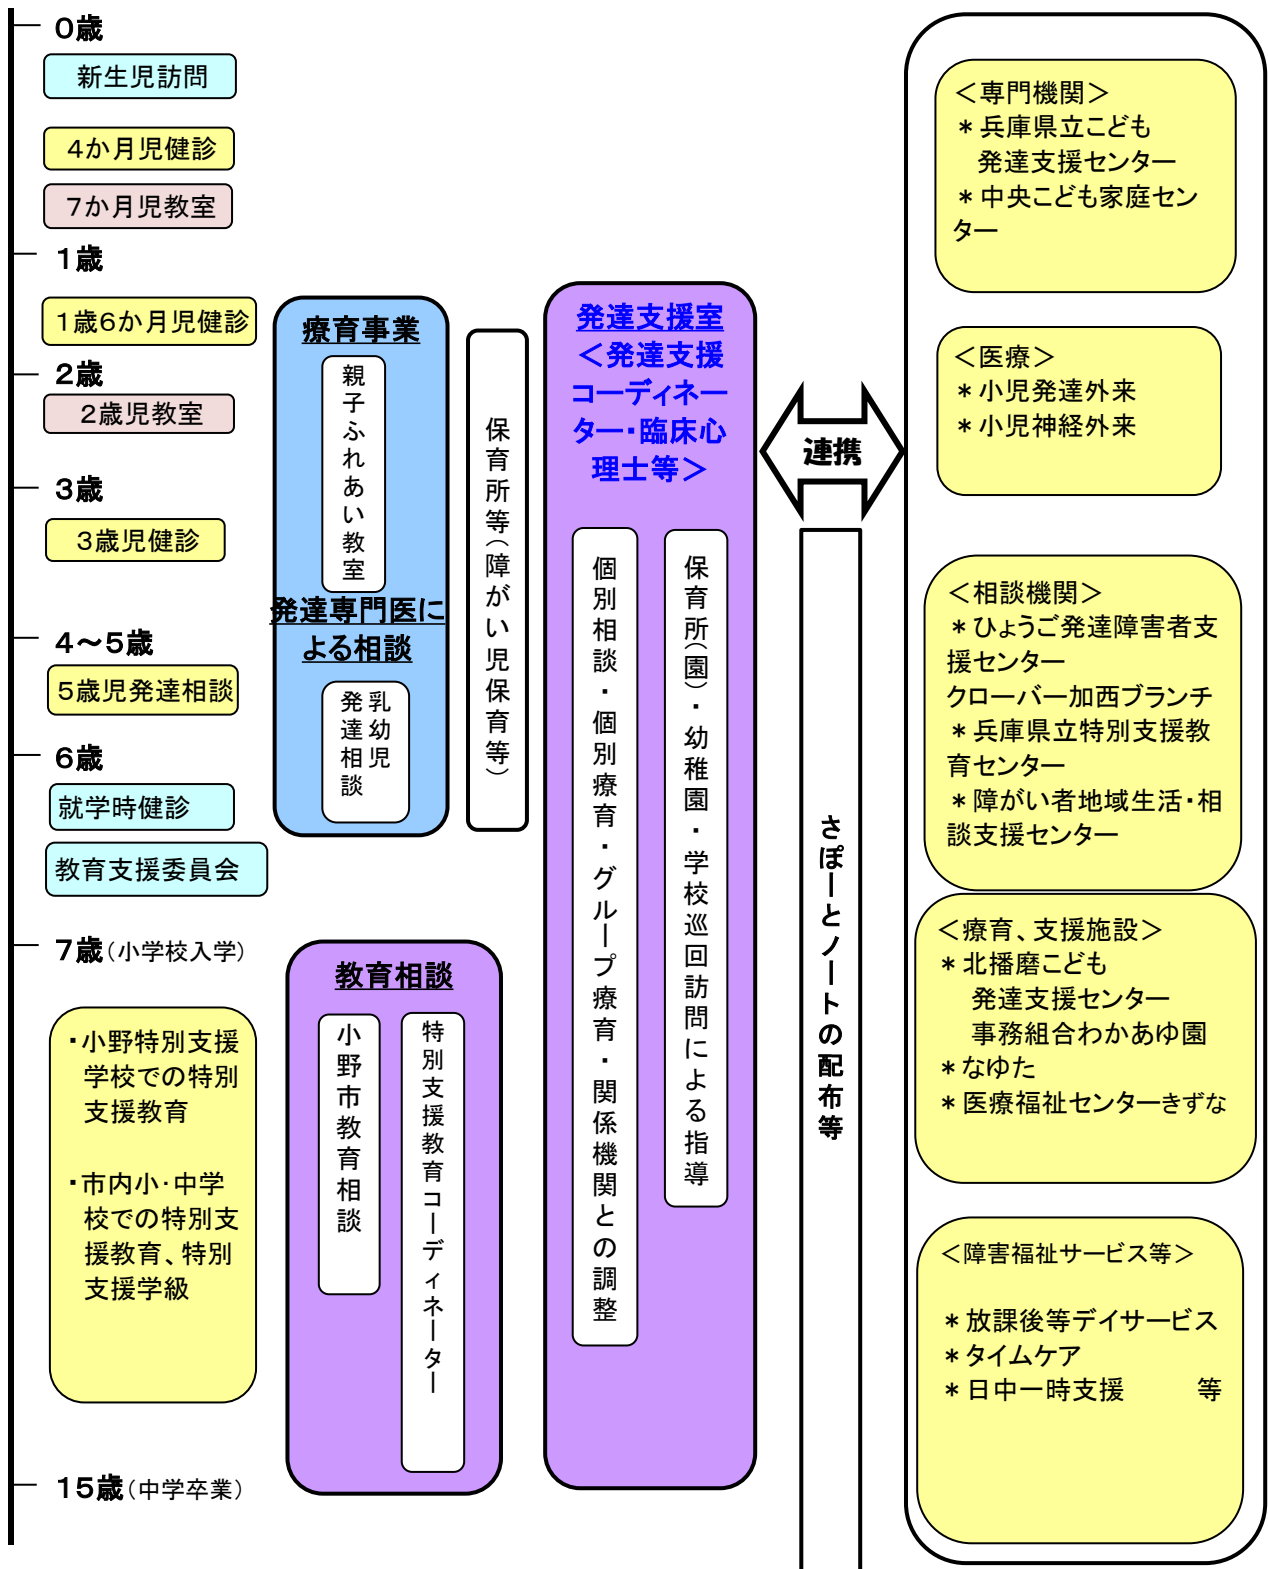 0歳
新生児訪問
4か月児健診
7か月児教室
1歳
1歳6か月児健診
2歳
2歳児教室
3歳
3歳児健診
4～5歳
5歳児発達相談
6歳
就学時健診
教育支援委員会
7歳（小学校入学）
・小野特別支援
学校での特別
支援教育
・市内小・中学
校での特別支
援教育、特別
支援学級
15歳（中学卒業）
療育事業
親子ふれあい教室
発達専門医に
よる相談
乳幼児
発達相談
保育所等（障がい児保育等）
教育相談
小野市教育相談
特別支援教育コーディネーター
発達支援室
＜発達支援
コーディネー
ター・臨床心
理士等＞
個別相談・個別療育・グループ療育・関係機関との調整
保育所（園）・幼稚園・学校巡回訪問による指導
連携
さぽーとノートの配布等
＜専門機関＞
＊兵庫県立こども
発達支援センター
＊中央こども家庭セン
ター
＜医療＞
＊小児発達外来
＊小児神経外来
＜相談機関＞
＊ひょうご発達障害者支
援センター
クローバー加西ブランチ
＊兵庫県立特別支援教
育センター
＊障がい者地域生活・相
談支援センター
＜療育、支援施設＞
＊北播磨こども
発達支援センター
事務組合わかあゆ園
＊なゆた
＊医療福祉センターきずな
＜障害福祉サービス等＞
＊放課後等デイサービス
＊タイムケア
＊日中一時支援　　等